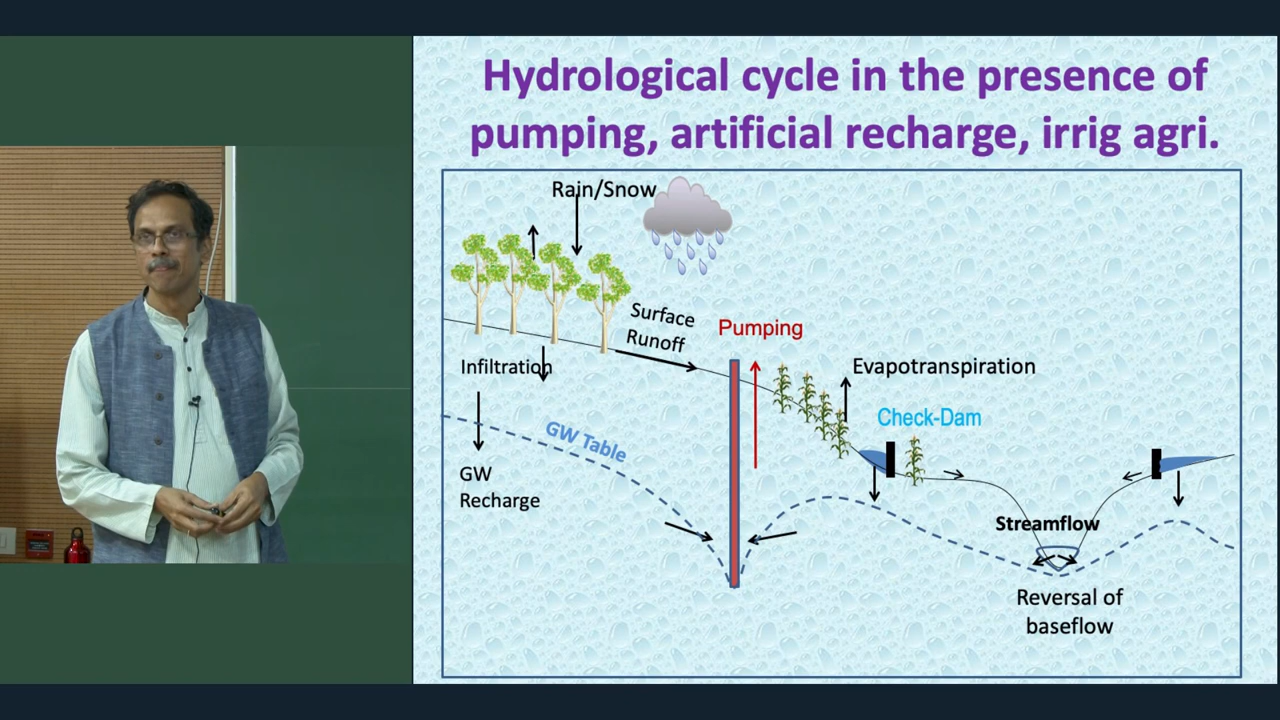 Hydrological cycle in the presence of
pumping, artificial recharge, irrig agri.
Rain/Snow
Surface
Runoff
Pumping
Infiltration
Evapotranspiration
Check-Dam
GW Table
GW
Recharge
Streamflow
Reversal of
baseflow